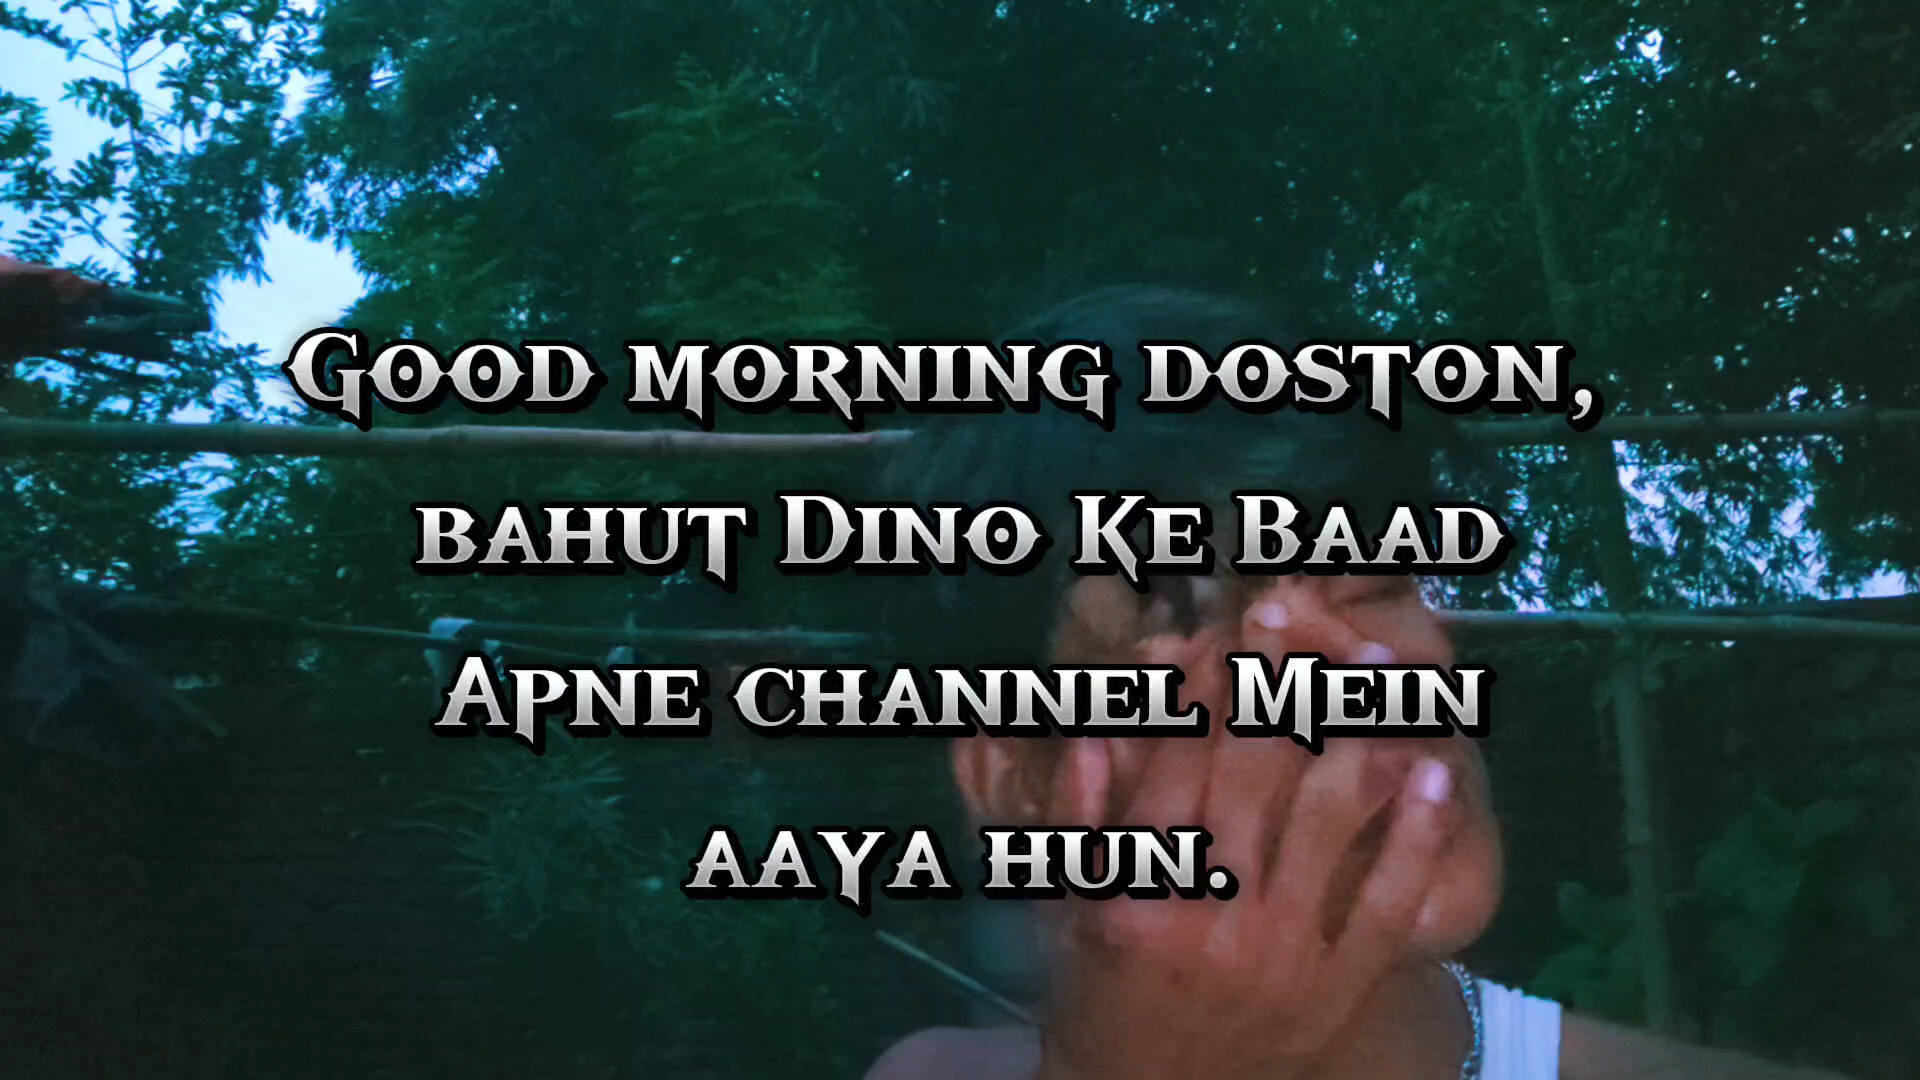 Good morning doston,
bahut Dino Ke Baad
Apne channel Mein
aaya hun.